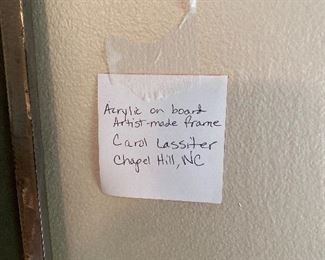 Acrylic on board
Artist-made frame
Carol Lassiter
Chapel Hill, NC